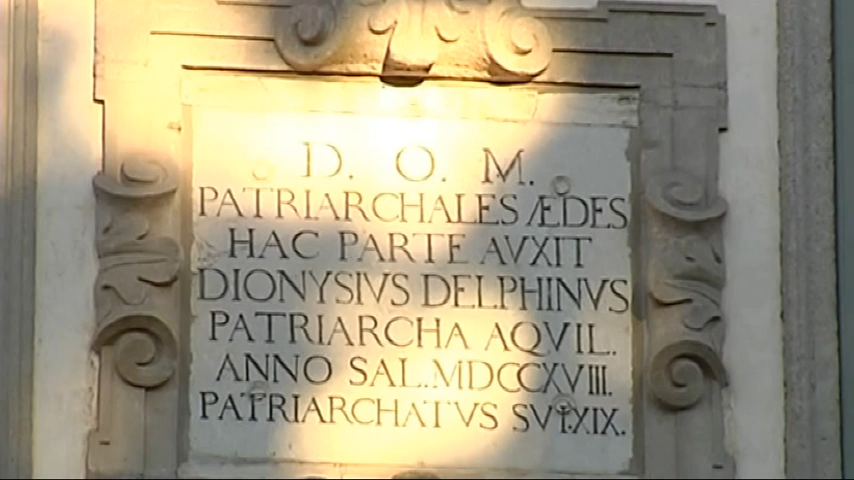 D. O. M.
PATRIARCHALES ÆDES
HAC PARTE AVXIT
DIONYSIVS DELPHINVS
PATRIARCHA AQVIL.
ANNO SAL. MDCCXVIII.
PATRIARCHATVS SVI.XIX.